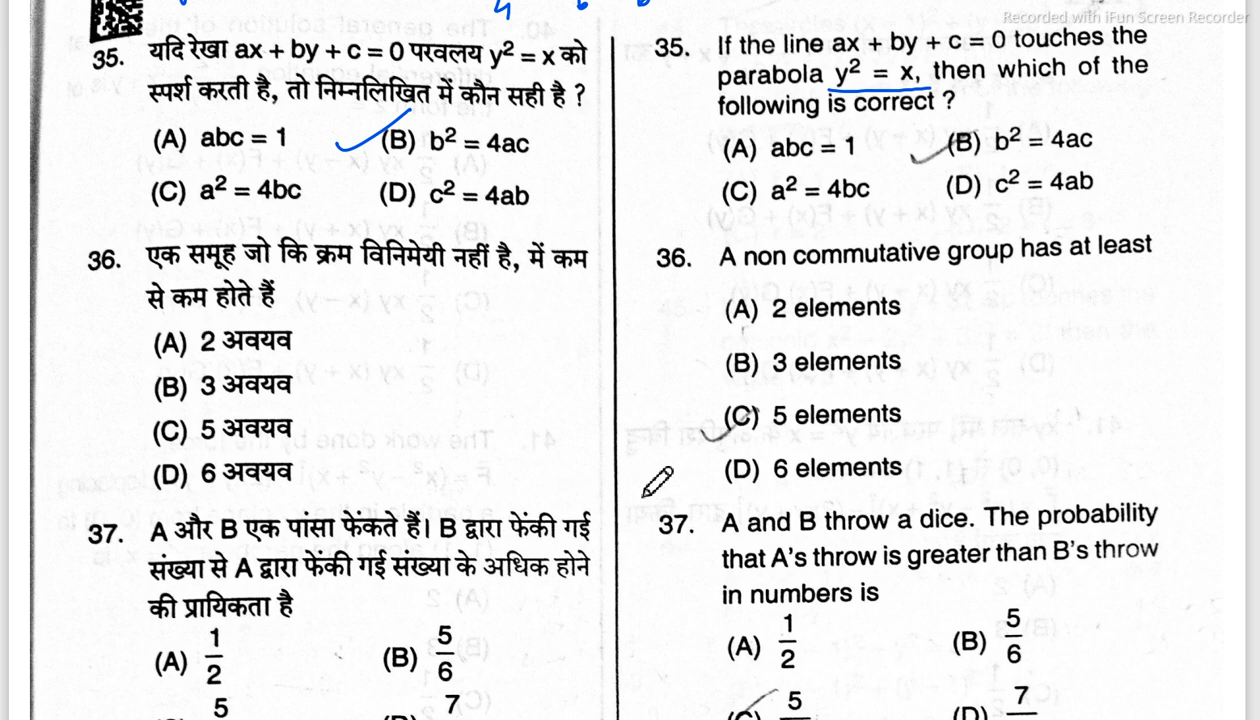 Recorded with iFun Screen Recorder
35. यदि रेखा ax + by + c = 0 परवलय y² = x को
स्पर्श करती है, तो निम्नलिखित में कौन सही है ?
(A) abc = 1 (B) b² = 4ac
(C) a² = 4bc (D) c² = 4ab
36. एक समूह जो कि क्रम विनिमेयी नहीं है, में कम
से कम होते हैं
(A) 2 अवयव
(B) 3 अवयव
(C) 5 अवयव
(D) 6 अवयव
37. A और B एक पासा फेकते हैं। B द्वारा फेंकी गई
संख्या से A द्वारा फेंकी गई संख्या के अधिक होने
की प्रायिकता है
(A) 1/2 (B) 5/6
5 7
35. If the line ax + by + c = 0 touches the
parabola y² = x, then which of the
following is correct ?
(A) abc = 1 (B) b² = 4ac
(C) a² = 4bc (D) c² = 4ab
36. A non commutative group has at least
(A) 2 elements
(B) 3 elements
(C) 5 elements
(D) 6 elements
37. A and B throw a dice. The probability
that A's throw is greater than B's throw
in numbers is
(A) 1/2 (B) 5/6
(C) 5 (D) 7